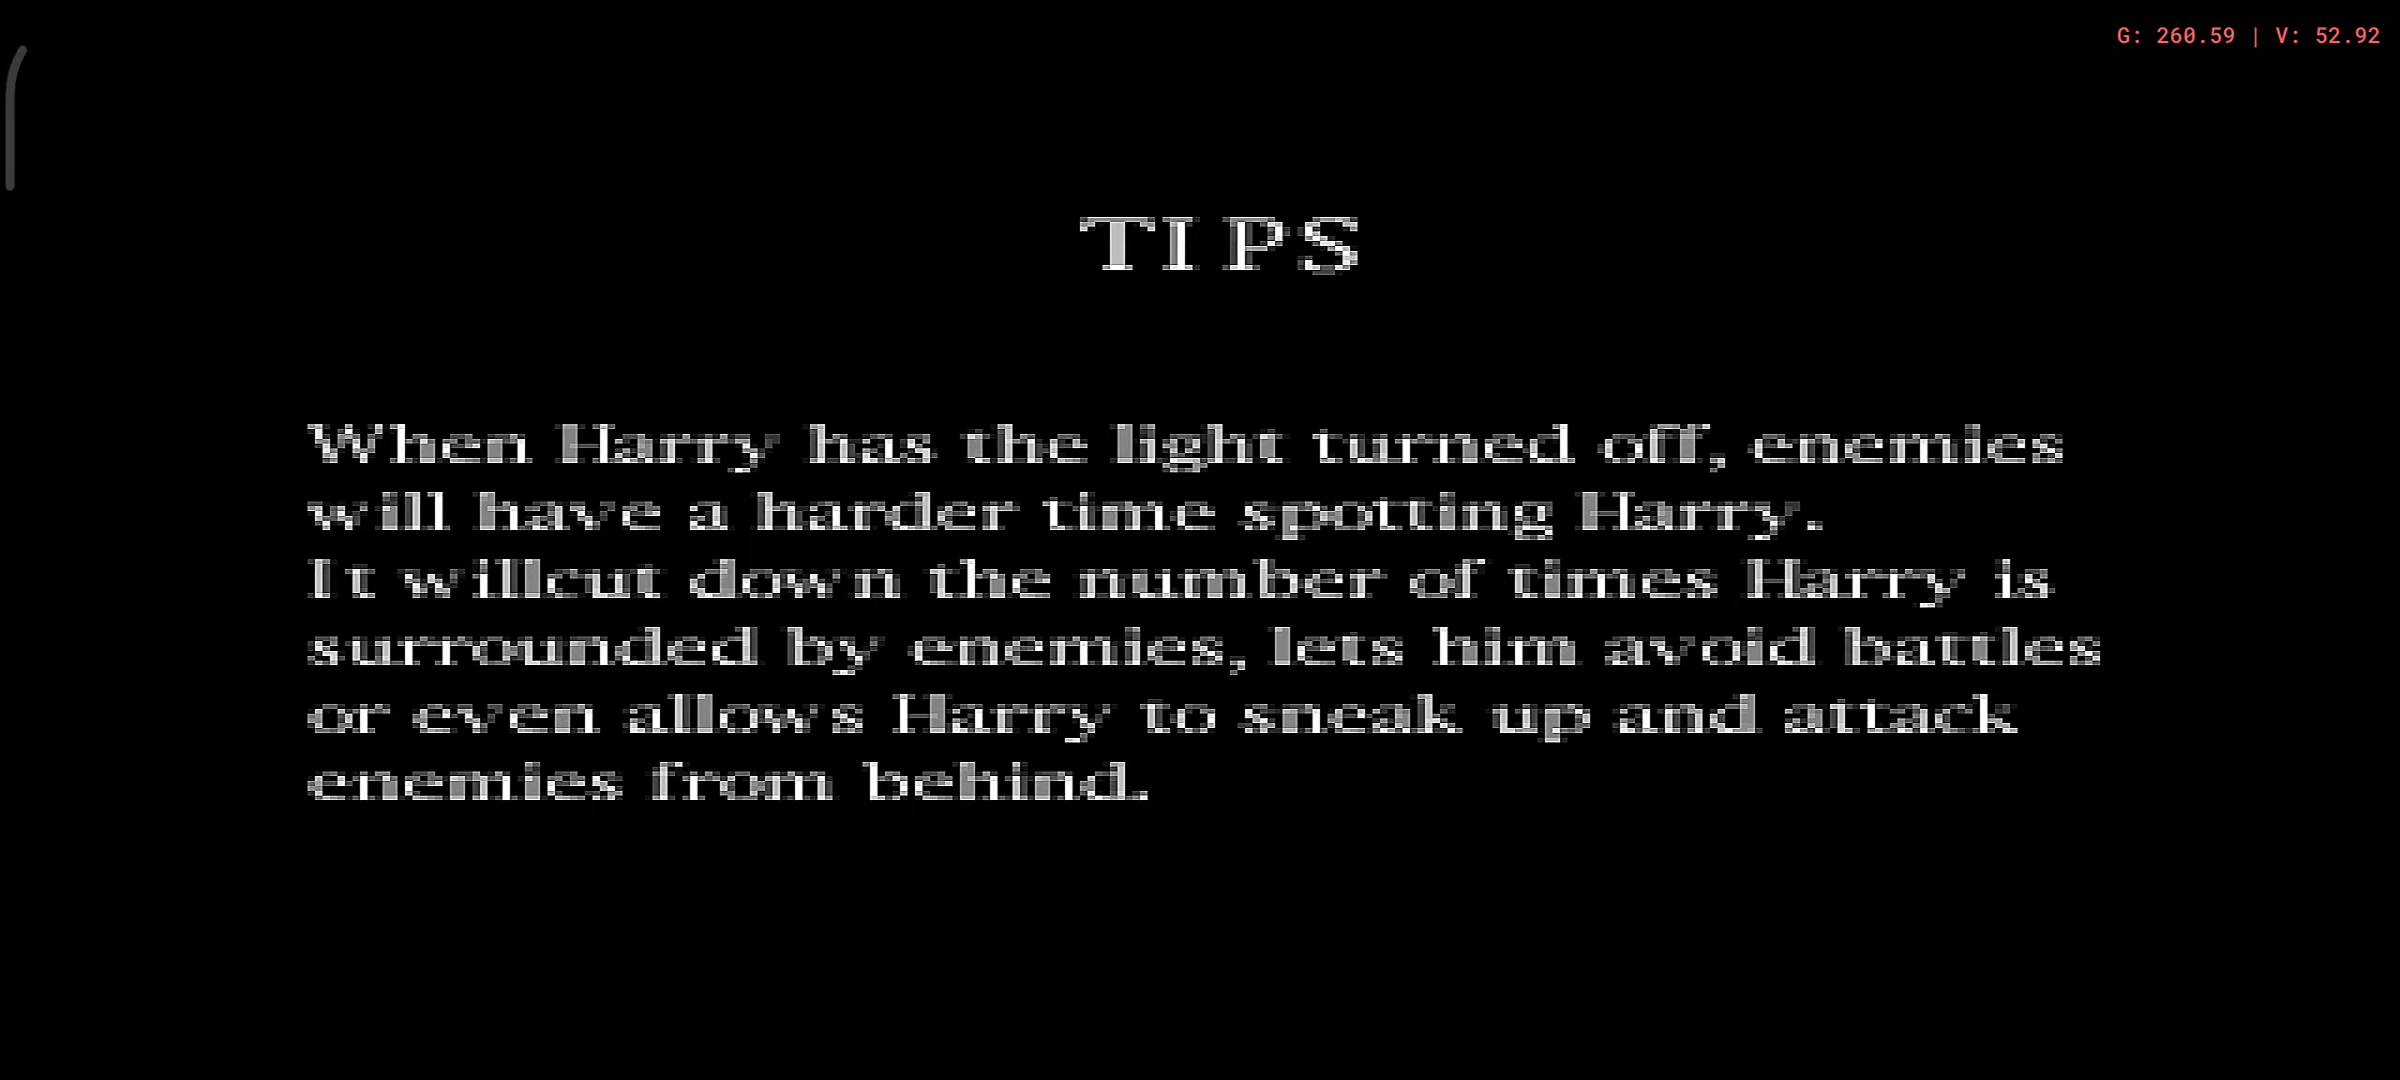 G: 260.59 | V: 52.92
TIPS
When Harry has the light turned off, enemies
will have a harder time spotting Harry.
It will cut down the number of times Harry is
surrounded by enemies, lets him avoid battles
or even allows Harry to sneak up and attack
enemies from behind.